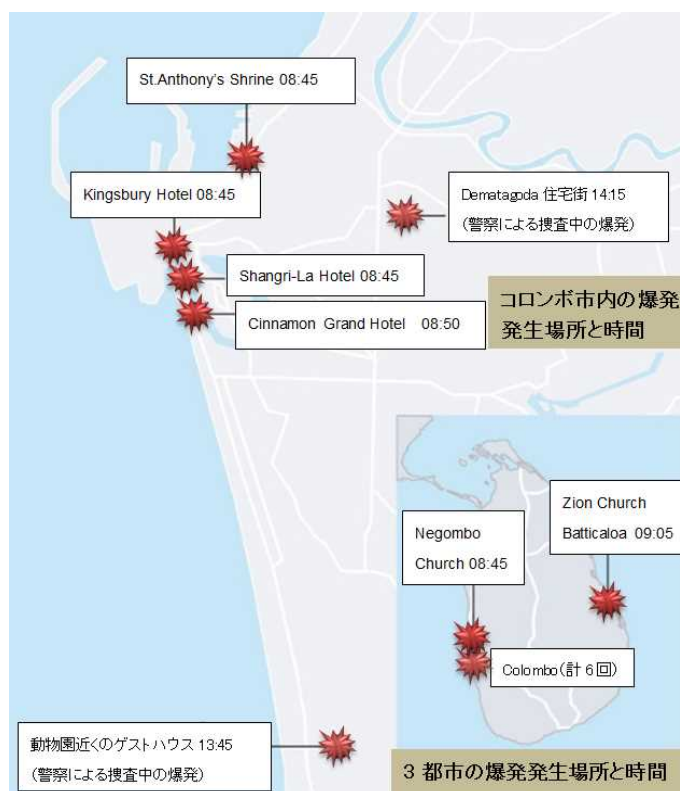 St.Anthony's Shrine 08:45
Kingsbury Hotel 08:45
Dematagoda 住宅街 14:15
(警察による捜査中の爆発)
Shangri-La Hotel 08:45
コロンボ市内の爆発
発生場所と時間
Cinnamon Grand Hotel 08:50
Zion Church
Batticaloa 09:05
Negombo
Church 08:45
Colombo(計6回)
動物園近くのゲストハウス 13:45
(警察による捜査中の爆発)
3 都市の爆発発生場所と時間